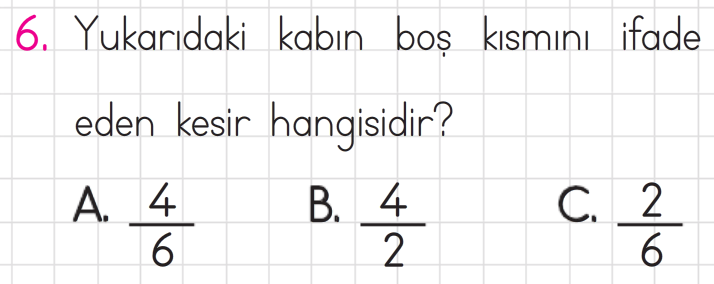 6. Yukarıdaki kabın boş kısmını ifade
eden kesir hangisidir?
A. 4/6 B. 4/2 C. 2/6